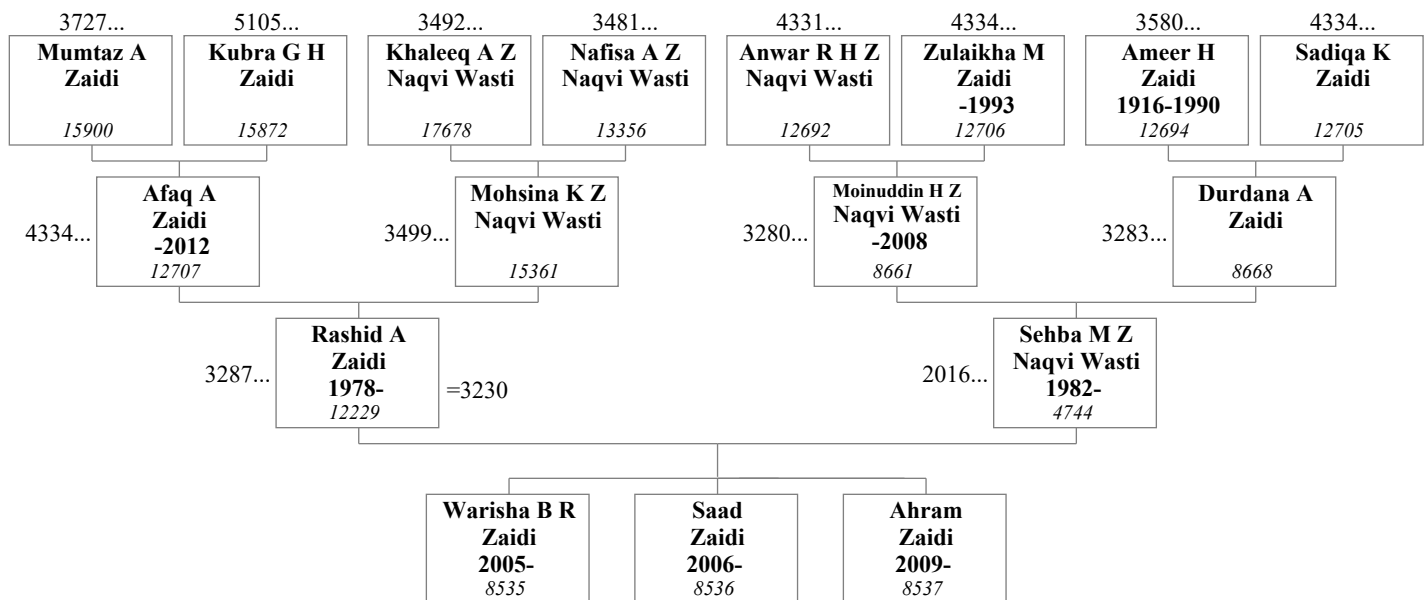 3727... 5105... 3492... 3481... 4331... 4334... 3580... 4334...
Mumtaz A
Zaidi
15900
Kubra G H
Zaidi
15872
Khaleeq A Z
Naqvi Wasti
17678
Nafisa A Z
Naqvi Wasti
13356
Anwar R H Z
Naqvi Wasti
12692
Zulaikha M
Zaidi
-1993
12706
Ameer H
Zaidi
1916-1990
12694
Sadiqa K
Zaidi
12705
4334...
Afaq A
Zaidi
-2012
12707
3499...
Mohsina K Z
Naqvi Wasti
15361
3280...
Moinuddin H Z
Naqvi Wasti
-2008
8661
3283...
Durdana A
Zaidi
8668
3287...
Rashid A
Zaidi
1978-
12229
=3230
2016...
Sehba M Z
Naqvi Wasti
1982-
4744
Warisha B R
Zaidi
2005-
8535
Saad
Zaidi
2006-
8536
Ahram
Zaidi
2009-
8537